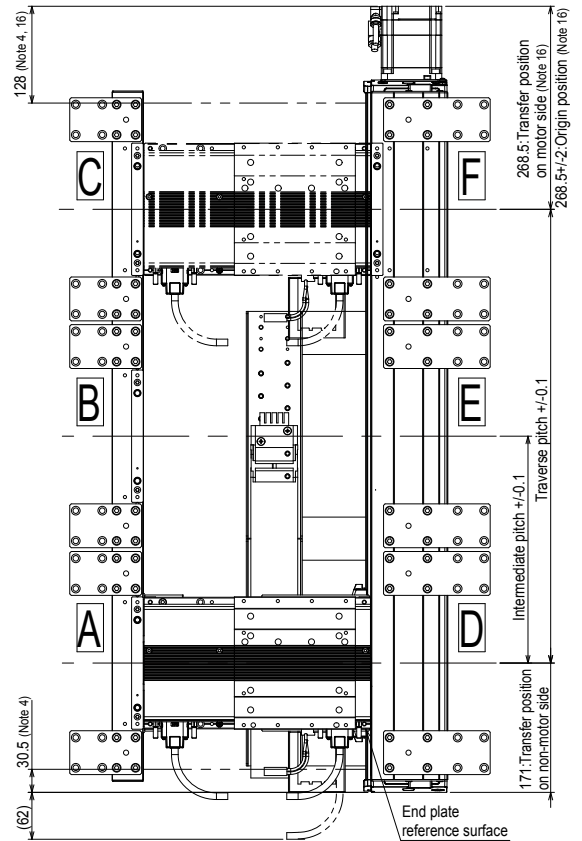 128 (Note 4, 16)
268.5:Transfer position
on motor side (Note 16)
268.5+/-2:Origin position (Note 16)
C
F
B
E
Traverse pitch +/-0.1
Intermediate pitch +/-0.1
A
D
30.5 (Note 4)
171:Transfer position
on non-motor side
(62)
End plate
reference surface